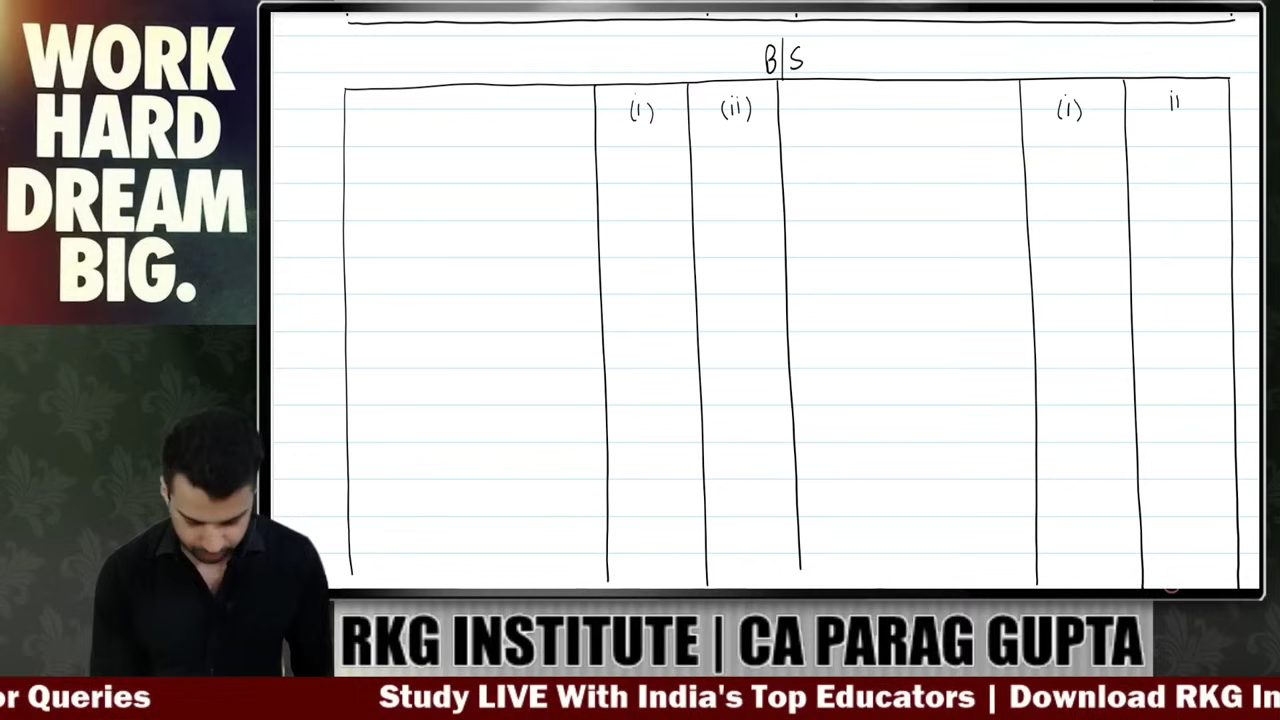 WORK
HARD
DREAM
BIG.
B|S
(i) (ii) (i) ii
RKG INSTITUTE | CA PARAG GUPTA
or Queries Study LIVE With India's Top Educators | Download RKG In